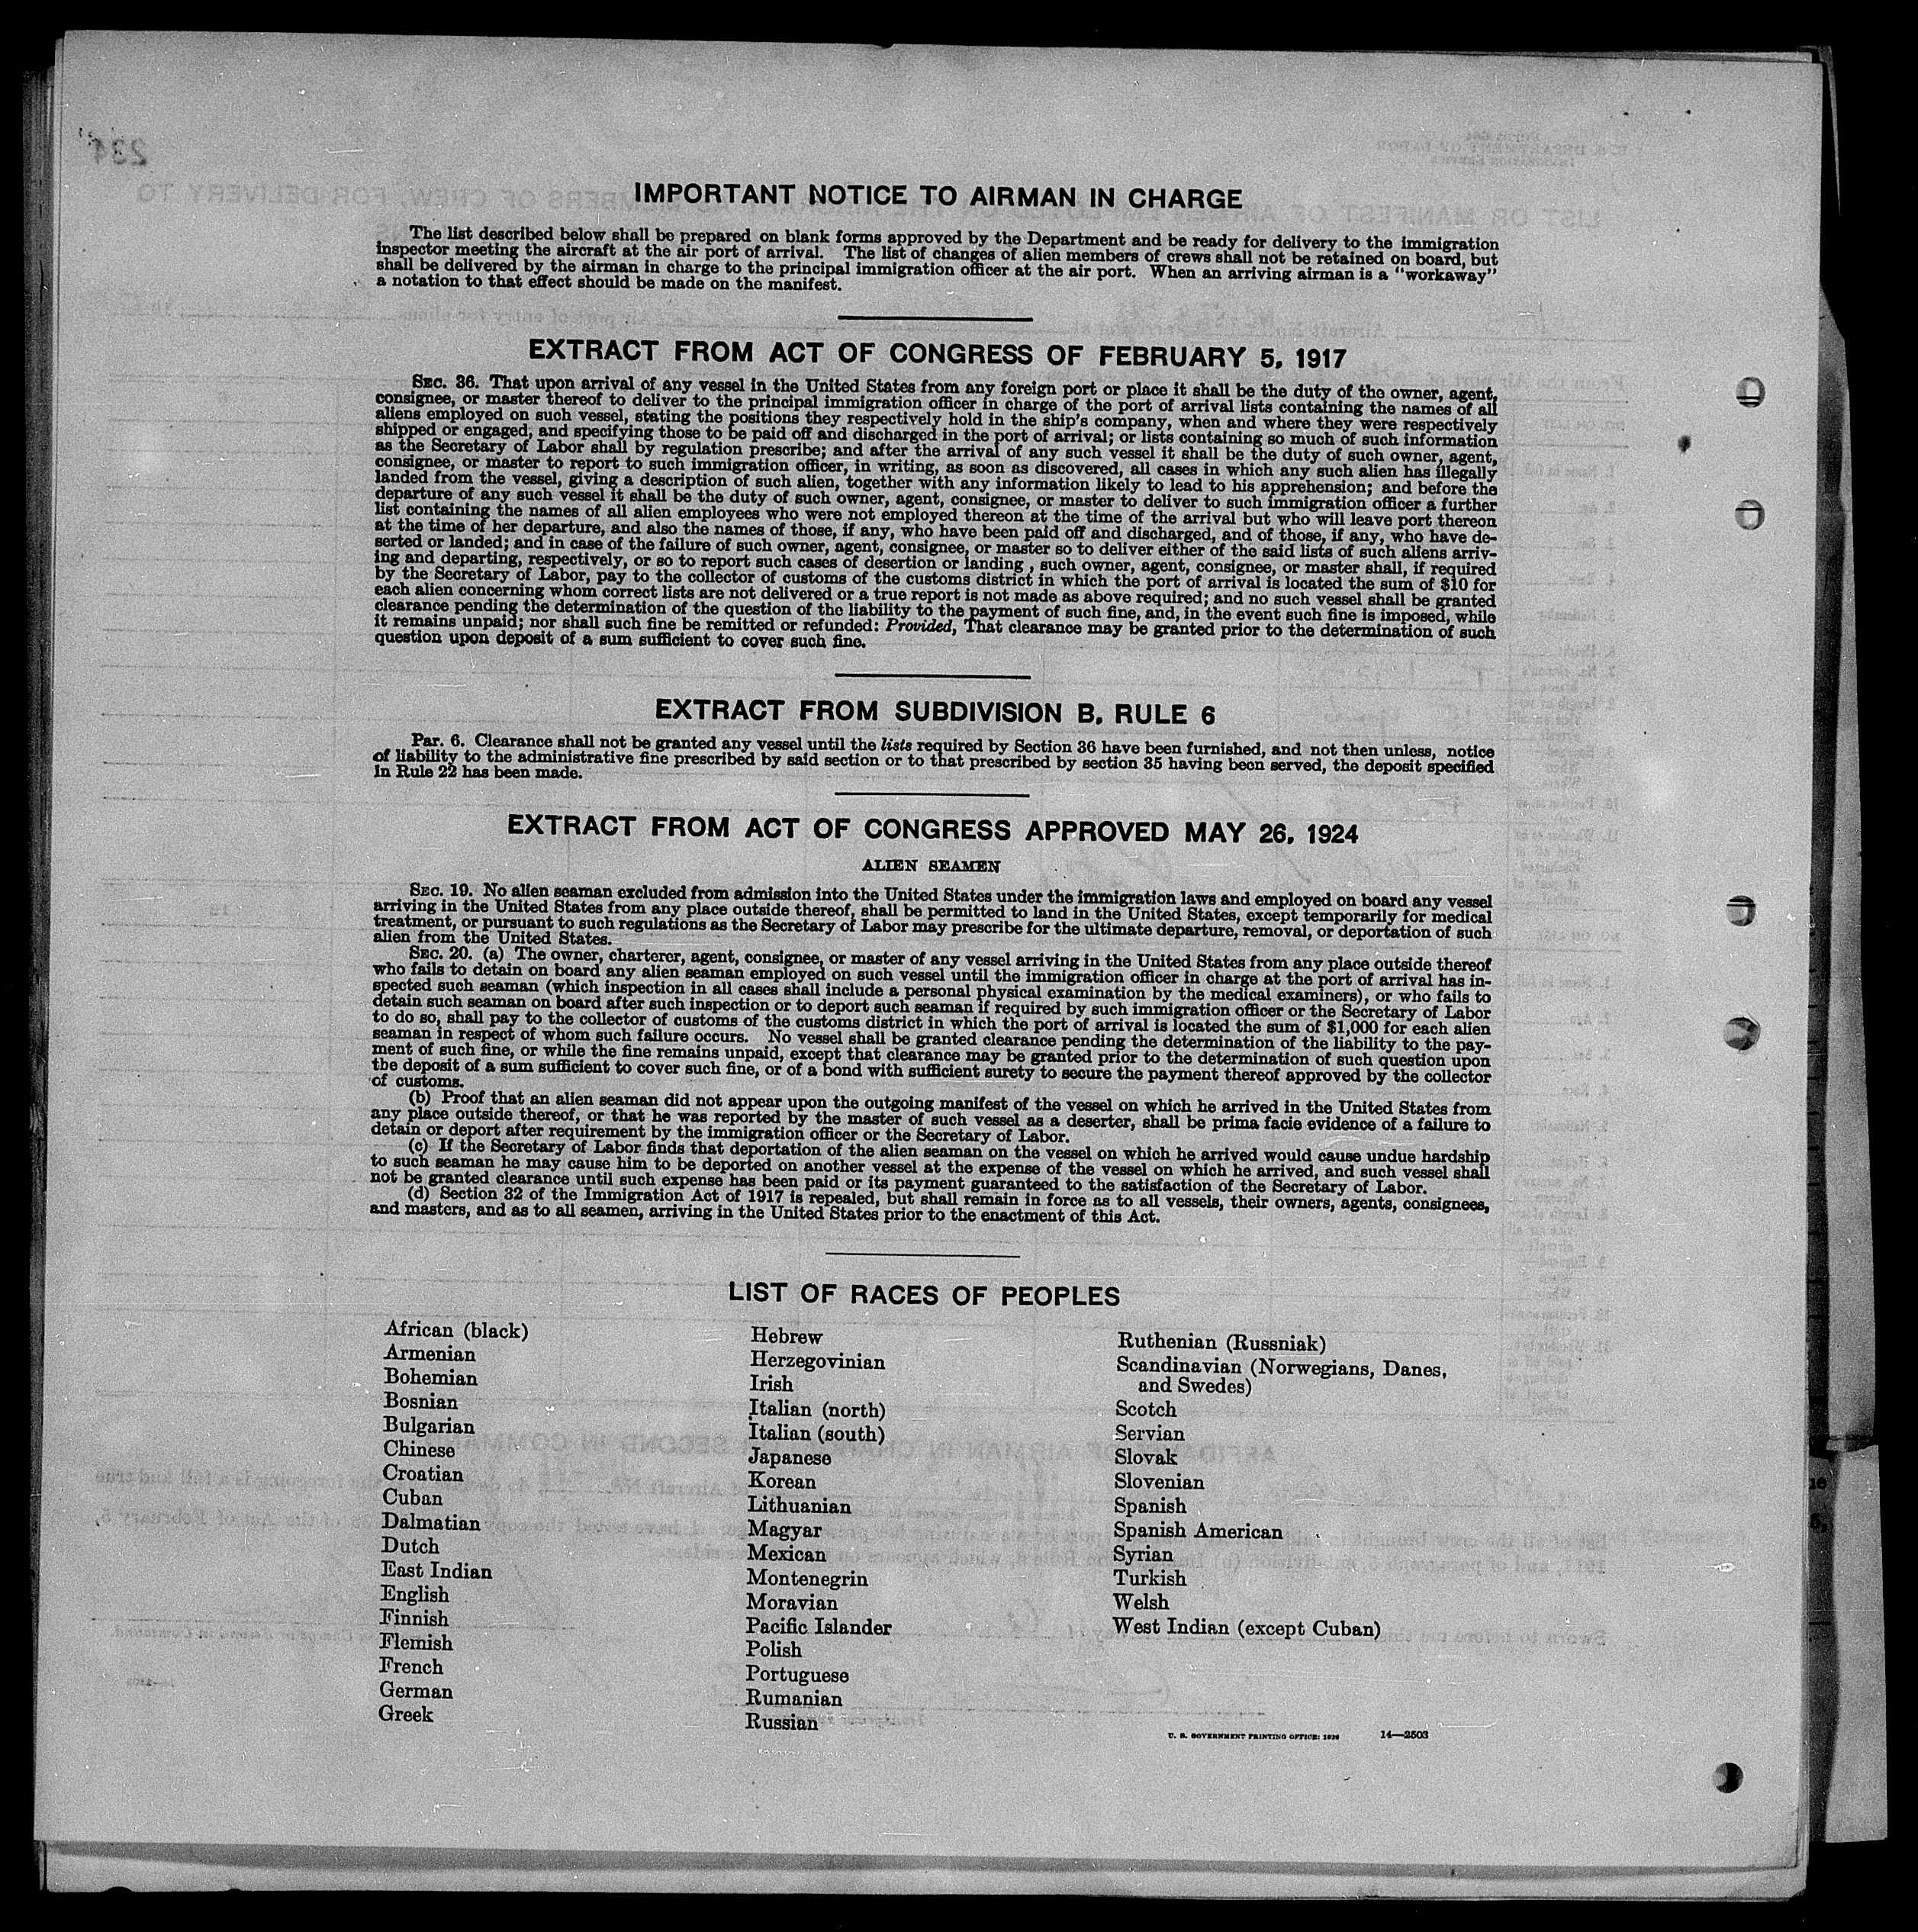 IMPORTANT NOTICE TO AIRMAN IN CHARGE
The list described below shall be prepared on blank forms approved by the Department and be ready for delivery to the immigration
inspector meeting the aircraft at the air port of arrival. The list of changes of alien members of crews shall not be retained on board, but
shall be delivered by the airman in charge to the principal immigration officer at the air port. When an arriving airman is a "workaway"
a notation to that effect should be made on the manifest.
EXTRACT FROM ACT OF CONGRESS OF FEBRUARY 5, 1917
SEC. 36. That upon arrival of any vessel in the United States from any foreign port or place it shall be the duty of the owner, agent,
consignee, or master thereof to deliver to the principal immigration officer in charge of the port of arrival lists containing the names of all
aliens employed on such vessel, stating the positions they respectively hold in the ship's company, when and where they were respectively
shipped or engaged, and specifying those to be paid off and discharged in the port of arrival; or lists containing so much of such information
as the Secretary of Labor shall by regulation prescribe; and after the arrival of any such vessel it shall be the duty of such owner, agent,
consignee, or master to report to such immigration officer, in writing, as soon as discovered, all cases in which any such alien has illegally
landed from the vessel, giving a description of such alien, together with any information likely to lead to his apprehension; and before the
departure of any such vessel it shall be the duty of such owner, agent, consignee, or master to deliver to such immigration officer a further
list containing the names of all alien employees who were not employed thereon at the time of the arrival but who will leave port thereon
at the time of her departure, and also the names of those, if any, who have been paid off and discharged, and of those, if any, who have de-
serted or landed; and in case of the failure of such owner, agent, consignee, or master so to deliver either of the said lists of such aliens arriv-
ing and departing, respectively, or so to report such cases of desertion or landing , such owner, agent, consignee, or master shall, if required
by the Secretary of Labor, pay to the collector of customs of the customs district in which the port of arrival is located the sum of $10 for
each alien concerning whom correct lists are not delivered or a true report is not made as above required; and no such vessel shall be granted
clearance pending the determination of the question of the liability to the payment of such fine, and, in the event such fine is imposed, while
it remains unpaid; nor shall such fine be remitted or refunded: Provided, That clearance may be granted prior to the determination of such
question upon deposit of a sum sufficient to cover such fine.
EXTRACT FROM SUBDIVISION B, RULE 6
Par. 6. Clearance shall not be granted any vessel until the lists required by Section 36 have been furnished, and not then unless, notice
of liability to the administrative fine prescribed by said section or to that prescribed by section 35 having been served, the deposit specified
in Rule 22 has been made.
EXTRACT FROM ACT OF CONGRESS APPROVED MAY 26, 1924
ALIEN SEAMEN
SEC. 19. No alien seaman excluded from admission into the United States under the immigration laws and employed on board any vessel
arriving in the United States from any place outside thereof, shall be permitted to land in the United States, except temporarily for medical
treatment, or pursuant to such regulations as the Secretary of Labor may prescribe for the ultimate departure, removal, or deportation of such
alien from the United States.
SEC. 20. (a) The owner, charterer, agent, consignee, or master of any vessel arriving in the United States from any place outside thereof
who fails to detain on board any alien seaman employed on such vessel until the immigration officer in charge at the port of arrival has in-
spected such seaman (which inspection in all cases shall include a personal physical examination by the medical examiners), or who fails to
detain such seaman on board after such inspection or to deport such seaman if required by such immigration officer or the Secretary of Labor
to do so, shall pay to the collector of customs of the customs district in which the port of arrival is located the sum of $1,000 for each alien
seaman in respect of whom such failure occurs. No vessel shall be granted clearance pending the determination of the liability to the pay-
ment of such fine, or while the fine remains unpaid, except that clearance may be granted prior to the determination of such question upon
the deposit of a sum sufficient to cover such fine, or of a bond with sufficient surety to secure the payment thereof approved by the collector
of customs.
(b) Proof that an alien seaman did not appear upon the outgoing manifest of the vessel on which he arrived in the United States from
any place outside thereof, or that he was reported by the master of such vessel as a deserter, shall be prima facie evidence of a failure to
detain or deport after requirement by the immigration officer or the Secretary of Labor.
(c) If the Secretary of Labor finds that deportation of the alien seaman on the vessel on which he arrived would cause undue hardship
to such seaman he may cause him to be deported on another vessel at the expense of the vessel on which he arrived, and such vessel shall
not be granted clearance until such expense has been paid or its payment guaranteed to the satisfaction of the Secretary of Labor.
(d) Section 32 of the Immigration Act of 1917 is repealed, but shall remain in force as to all vessels, their owners, agents, consignees,
and masters, and as to all seamen, arriving in the United States prior to the enactment of this Act.
LIST OF RACES OF PEOPLES
African (black)
Armenian
Bohemian
Bosnian
Bulgarian
Chinese
Croatian
Cuban
Dalmatian
Dutch
East Indian
English
Finnish
Flemish
French
German
Greek
Hebrew
Herzegovinian
Irish
Italian (north)
Italian (south)
Japanese
Korean
Lithuanian
Magyar
Mexican
Montenegrin
Moravian
Pacific Islander
Polish
Portuguese
Rumanian
Russian
Ruthenian (Russniak)
Scandinavian (Norwegians, Danes,
and Swedes)
Scotch
Servian
Slovak
Slovenian
Spanish
Spanish American
Syrian
Turkish
Welsh
West Indian (except Cuban)
U. S. GOVERNMENT PRINTING OFFICE: 14—2503